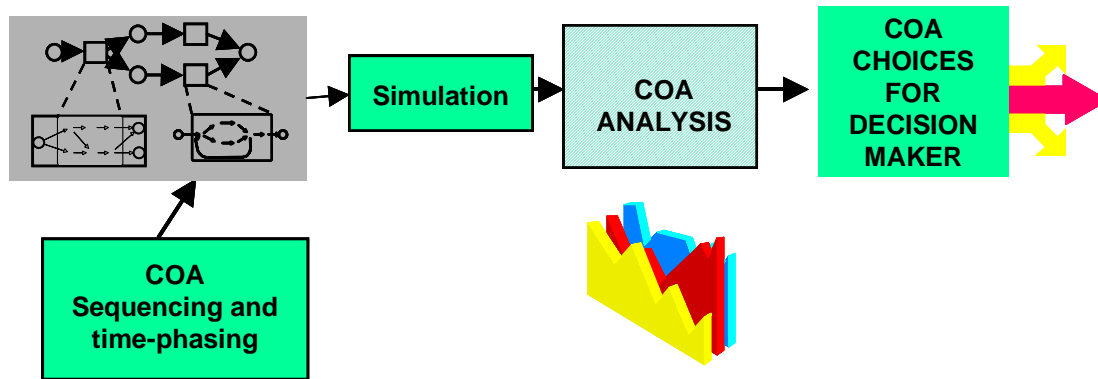 Simulation
COA
ANALYSIS
COA
CHOICES
FOR
DECISION
MAKER
COA
Sequencing and
time-phasing